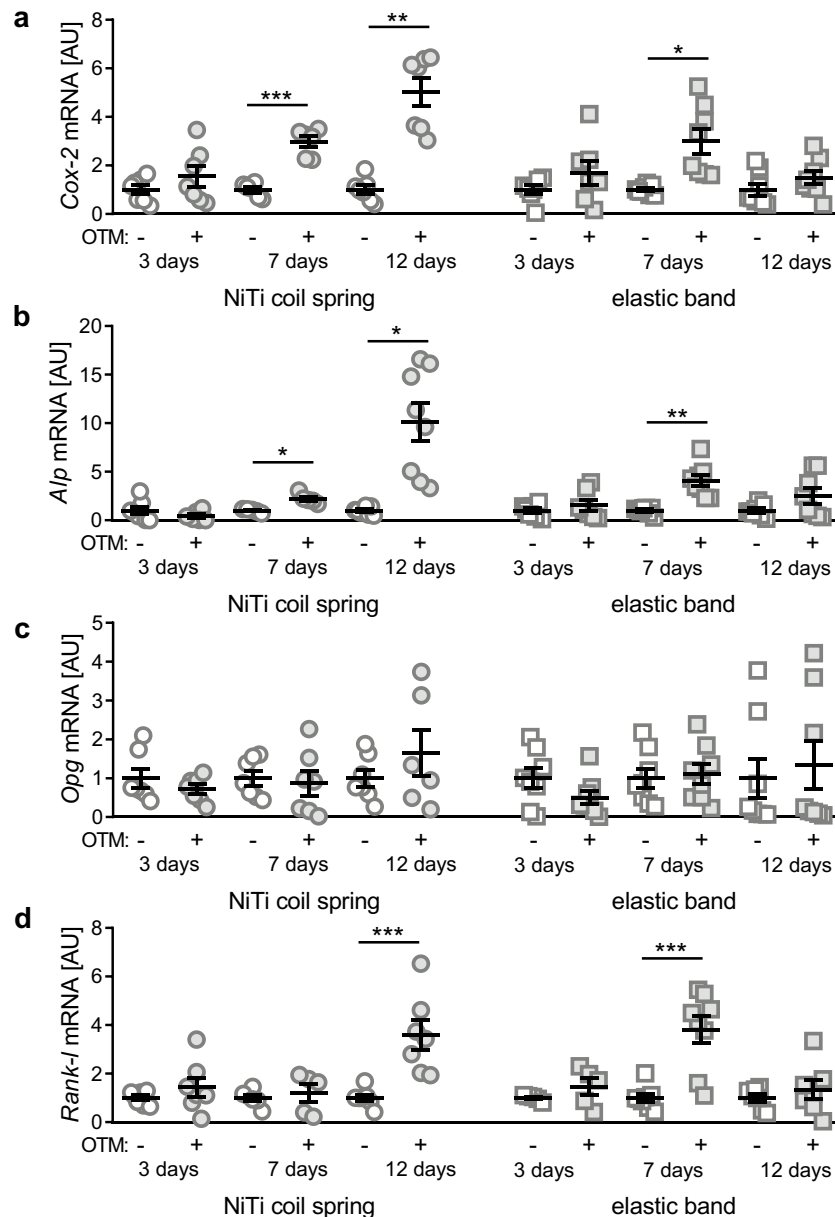 a
Cox-2 mRNA [AU]
8
6
4
2
0
***
**
*
OTM: - + - + - + - + - + - +
3 days 7 days 12 days 3 days 7 days 12 days
NiTi coil spring elastic band
b
Alp mRNA [AU]
20
15
10
5
0
*
*
**
OTM: - + - + - + - + - + - +
3 days 7 days 12 days 3 days 7 days 12 days
NiTi coil spring elastic band
c
Opg mRNA [AU]
5
4
3
2
1
0
OTM: - + - + - + - + - + - +
3 days 7 days 12 days 3 days 7 days 12 days
NiTi coil spring elastic band
d
Rank-l mRNA [AU]
8
6
4
2
0
***
***
OTM: - + - + - + - + - + - +
3 days 7 days 12 days 3 days 7 days 12 days
NiTi coil spring elastic band